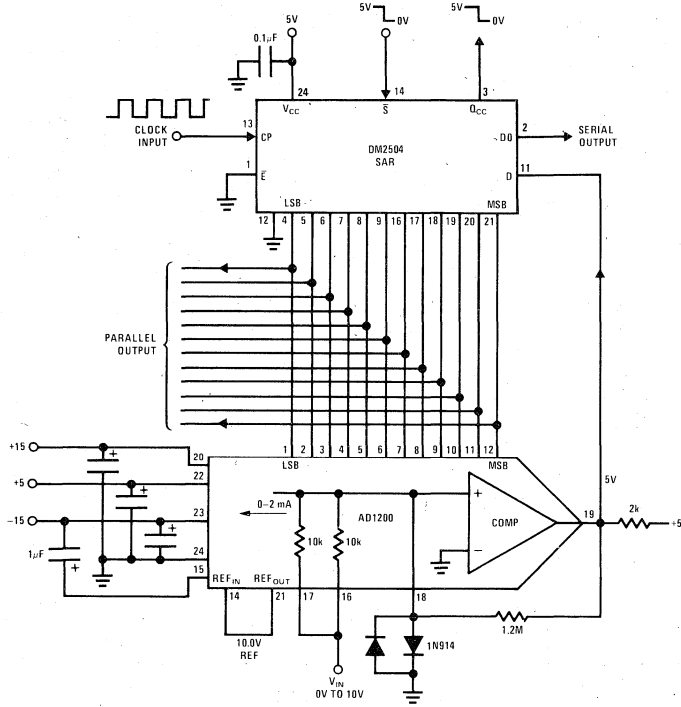 5V
5V 0V
5V 0V
0.1µF
24 14 3
VCC S̅ QCC
CLOCK INPUT
13 CP
DO 2
SERIAL OUTPUT
DM2504
SAR
1 E̅
D 11
LSB MSB
12 4 5 6 7 8 9 16 17 18 19 20 21
PARALLEL OUTPUT
1 2 3 4 5 6 7 8 9 10 11 12
LSB MSB
+15 20
+5 22
-15 23
24
1µF 15
0–2 mA
AD1200
10k 10k
+
COMP
−
5V
19
2k
+5
REFIN REFOUT
14 21 17 16 18
10.0V
REF
VIN
0V TO 10V
1N914
1.2M
+
+
+
+